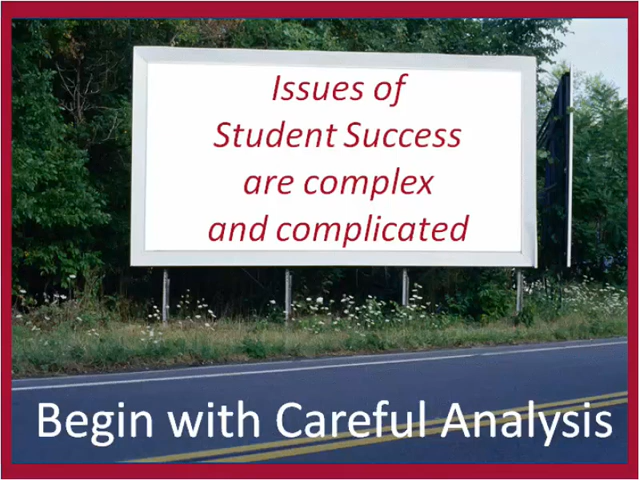 Issues of
Student Success
are complex
and complicated
Begin with Careful Analysis